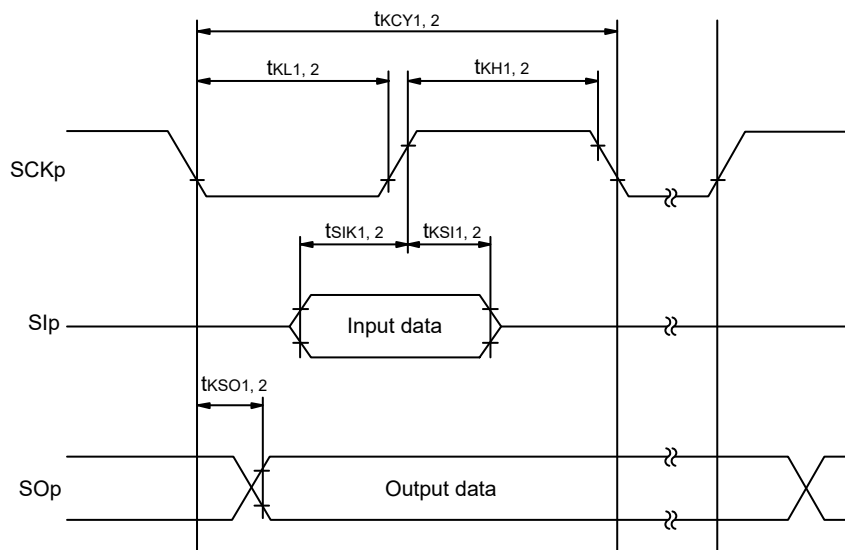 tKCY1, 2
tKL1, 2
tKH1, 2
SCKp
tSIK1, 2
tKSI1, 2
SIp
Input data
tKSO1, 2
SOp
Output data